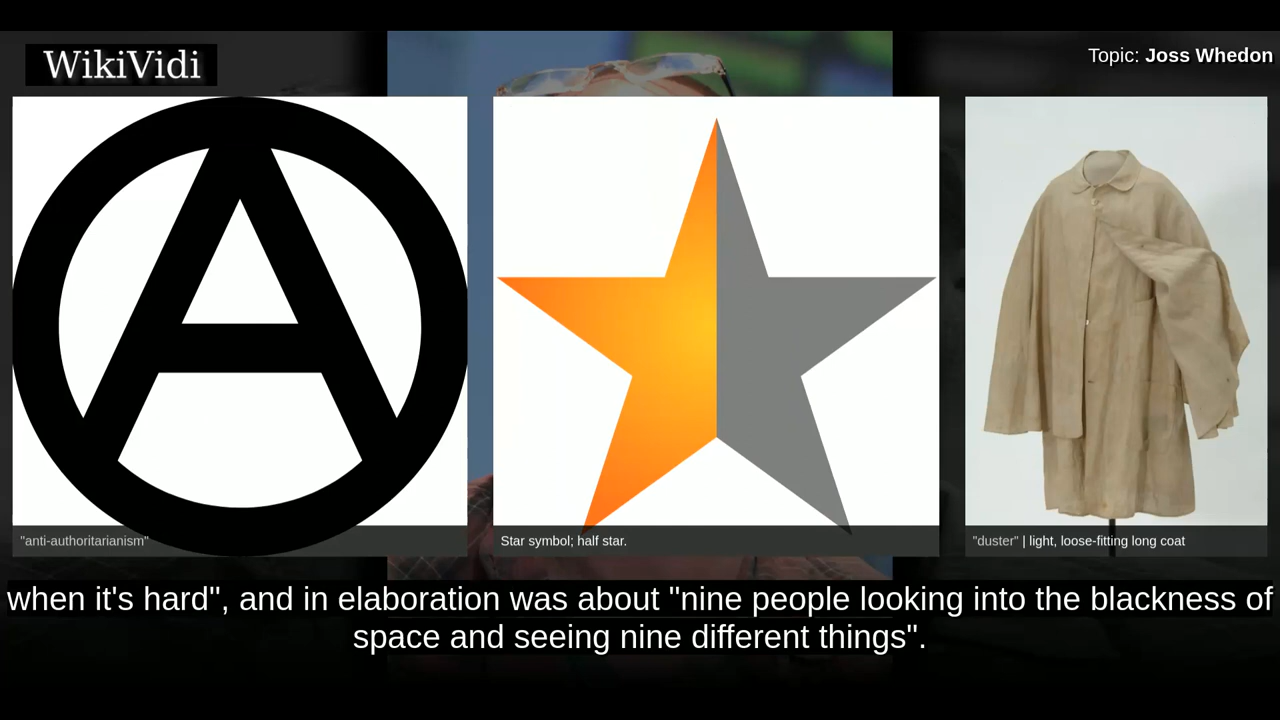 WikiVidi
Topic: Joss Whedon
"anti-authoritarianism"
Star symbol; half star.
"duster" | light, loose-fitting long coat
when it's hard", and in elaboration was about "nine people looking into the blackness of
space and seeing nine different things".